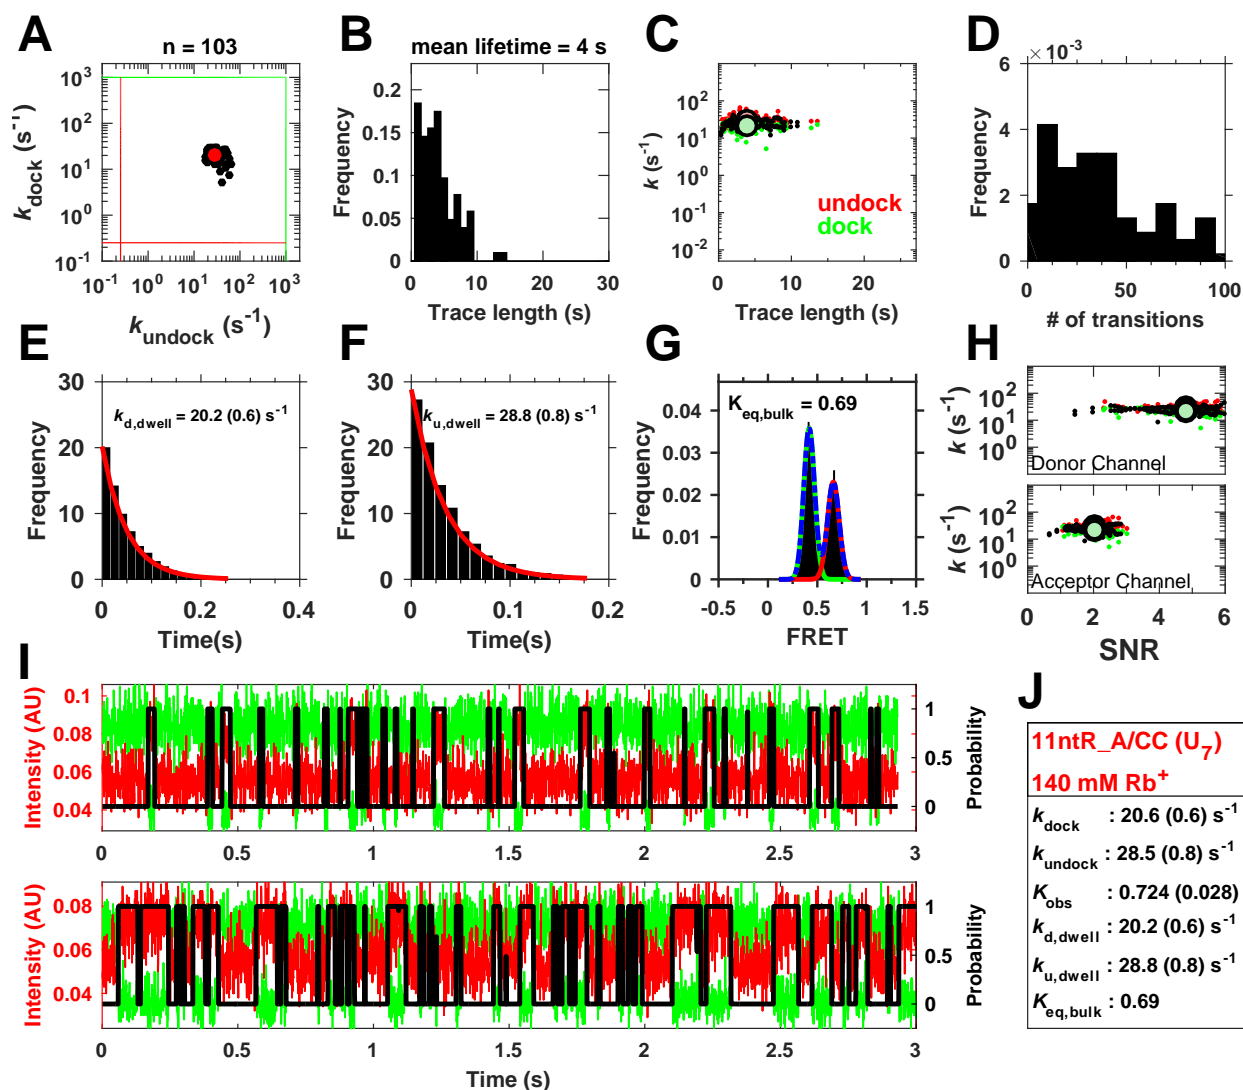 A
n = 103
k_dock (s⁻¹)
10³
10²
10¹
10⁰
10⁻¹
10⁻¹ 10⁰ 10¹ 10² 10³
k_undock (s⁻¹)
B
mean lifetime = 4 s
Frequency
0.2
0.15
0.1
0.05
0
0 10 20 30
Trace length (s)
C
k (s⁻¹)
10²
10¹
10⁰
10⁻¹
10⁻²
undock
dock
0 10 20
Trace length (s)
D
× 10⁻³
Frequency
6
4
2
0
0 50 100
# of transitions
E
Frequency
30
20
10
0
k_d,dwell = 20.2 (0.6) s⁻¹
0 0.2 0.4
Time(s)
F
Frequency
30
20
10
0
k_u,dwell = 28.8 (0.8) s⁻¹
0 0.1 0.2
Time(s)
G
Frequency
0.04
0.03
0.02
0.01
0
K_eq,bulk = 0.69
-0.5 0 0.5 1 1.5
FRET
H
k (s⁻¹)
10²
10¹
10⁰
Donor Channel
k (s⁻¹)
10²
10¹
10⁰
Acceptor Channel
0 2 4 6
SNR
I
Intensity (AU)
0.1
0.08
0.06
0.04
1
0.5
0
Probability
0 0.5 1 1.5 2 2.5 3
Intensity (AU)
0.08
0.06
0.04
1
0.5
0
Probability
0 0.5 1 1.5 2 2.5 3
Time (s)
J
11ntR_A/CC (U₇)
140 mM Rb⁺
k_dock : 20.6 (0.6) s⁻¹
k_undock : 28.5 (0.8) s⁻¹
K_obs : 0.724 (0.028)
k_d,dwell : 20.2 (0.6) s⁻¹
k_u,dwell : 28.8 (0.8) s⁻¹
K_eq,bulk : 0.69